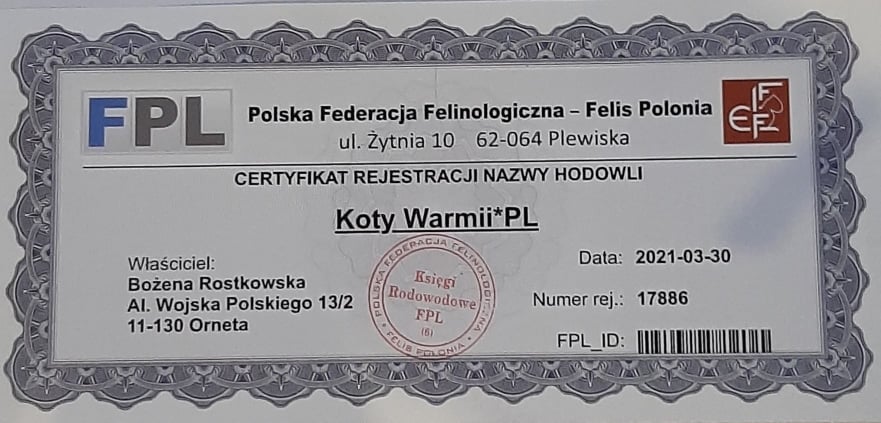 FPL
Polska Federacja Felinologiczna – Felis Polonia
ul. Żytnia 10 62-064 Plewiska
FIFE
CERTYFIKAT REJESTRACJI NAZWY HODOWLI
Koty Warmii*PL
Właściciel:
Bożena Rostkowska
Al. Wojska Polskiego 13/2
11-130 Orneta
POLSKA FEDERACJA FELINOLOGICZNA
Księgi
Rodowodowe
FPL
(6)
FELIS POLONIA
Data: 2021-03-30
Numer rej.: 17886
FPL_ID: